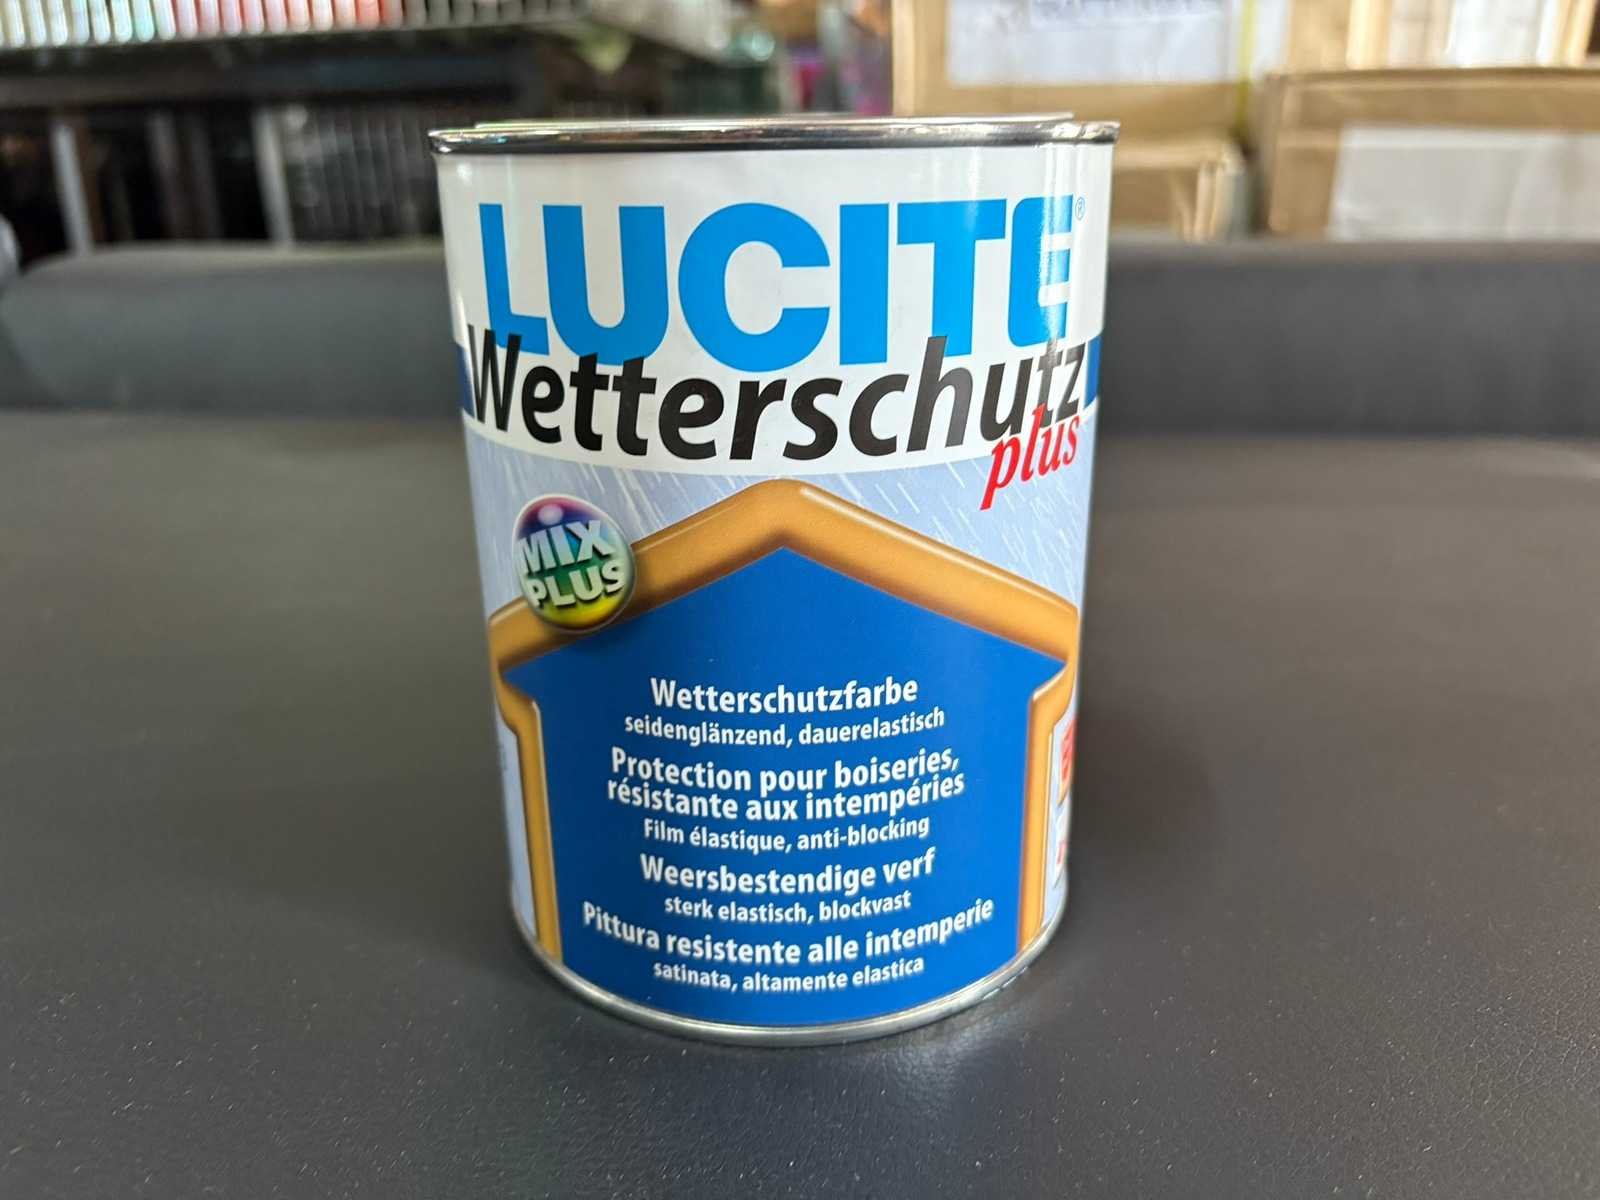 LUCITE®
Wetterschutz
plus
MIX
PLUS
Wetterschutzfarbe
seidenglänzend, dauerelastisch
Protection pour boiseries,
résistante aux intempéries
Film élastique, anti-blocking
Weersbestendige verf
sterk elastisch, blockvast
Pittura resistente alle intemperie
satinata, altamente elastica